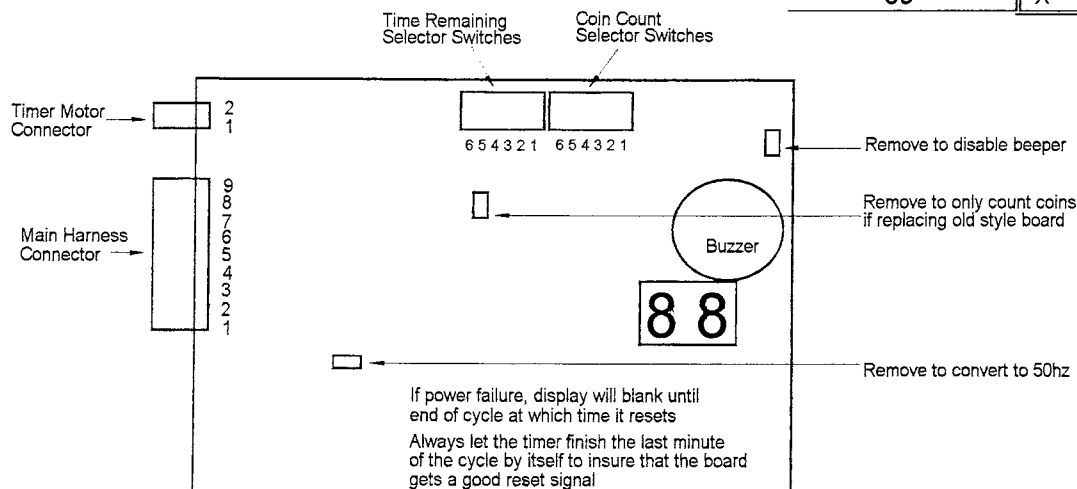 Time Remaining
Selector Switches
Coin Count
Selector Switches
X
Timer Motor
Connector
2
1
6 5 4 3 2 1
6 5 4 3 2 1
Remove to disable beeper
Remove to only count coins
if replacing old style board
Main Harness
Connector
9
8
7
6
5
4
3
2
1
Buzzer
8 8
Remove to convert to 50hz
If power failure, display will blank until
end of cycle at which time it resets
Always let the timer finish the last minute
of the cycle by itself to insure that the board
gets a good reset signal